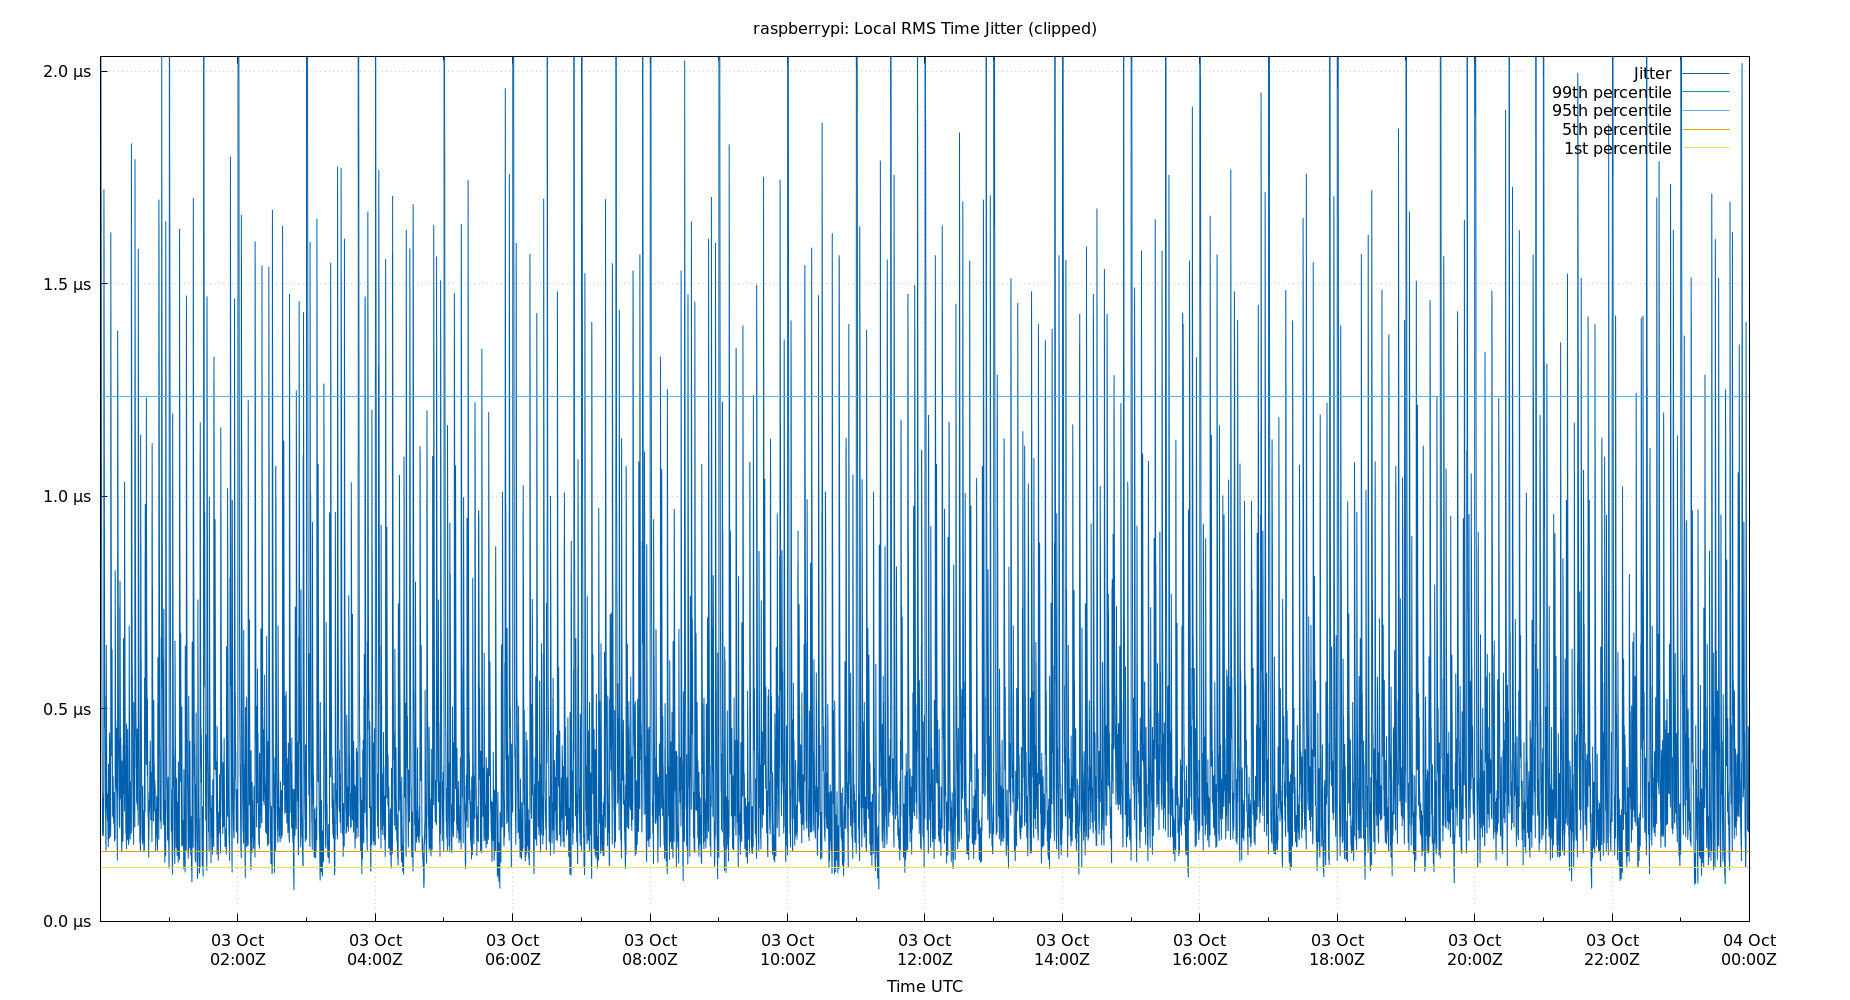 raspberrypi: Local RMS Time Jitter (clipped)
2.0 µs
1.5 µs
1.0 µs
0.5 µs
0.0 µs
Jitter
99th percentile
95th percentile
5th percentile
1st percentile
03 Oct 03 Oct 03 Oct 03 Oct 03 Oct 03 Oct 03 Oct 03 Oct 03 Oct 03 Oct 03 Oct 04 Oct
02:00Z 04:00Z 06:00Z 08:00Z 10:00Z 12:00Z 14:00Z 16:00Z 18:00Z 20:00Z 22:00Z 00:00Z
Time UTC